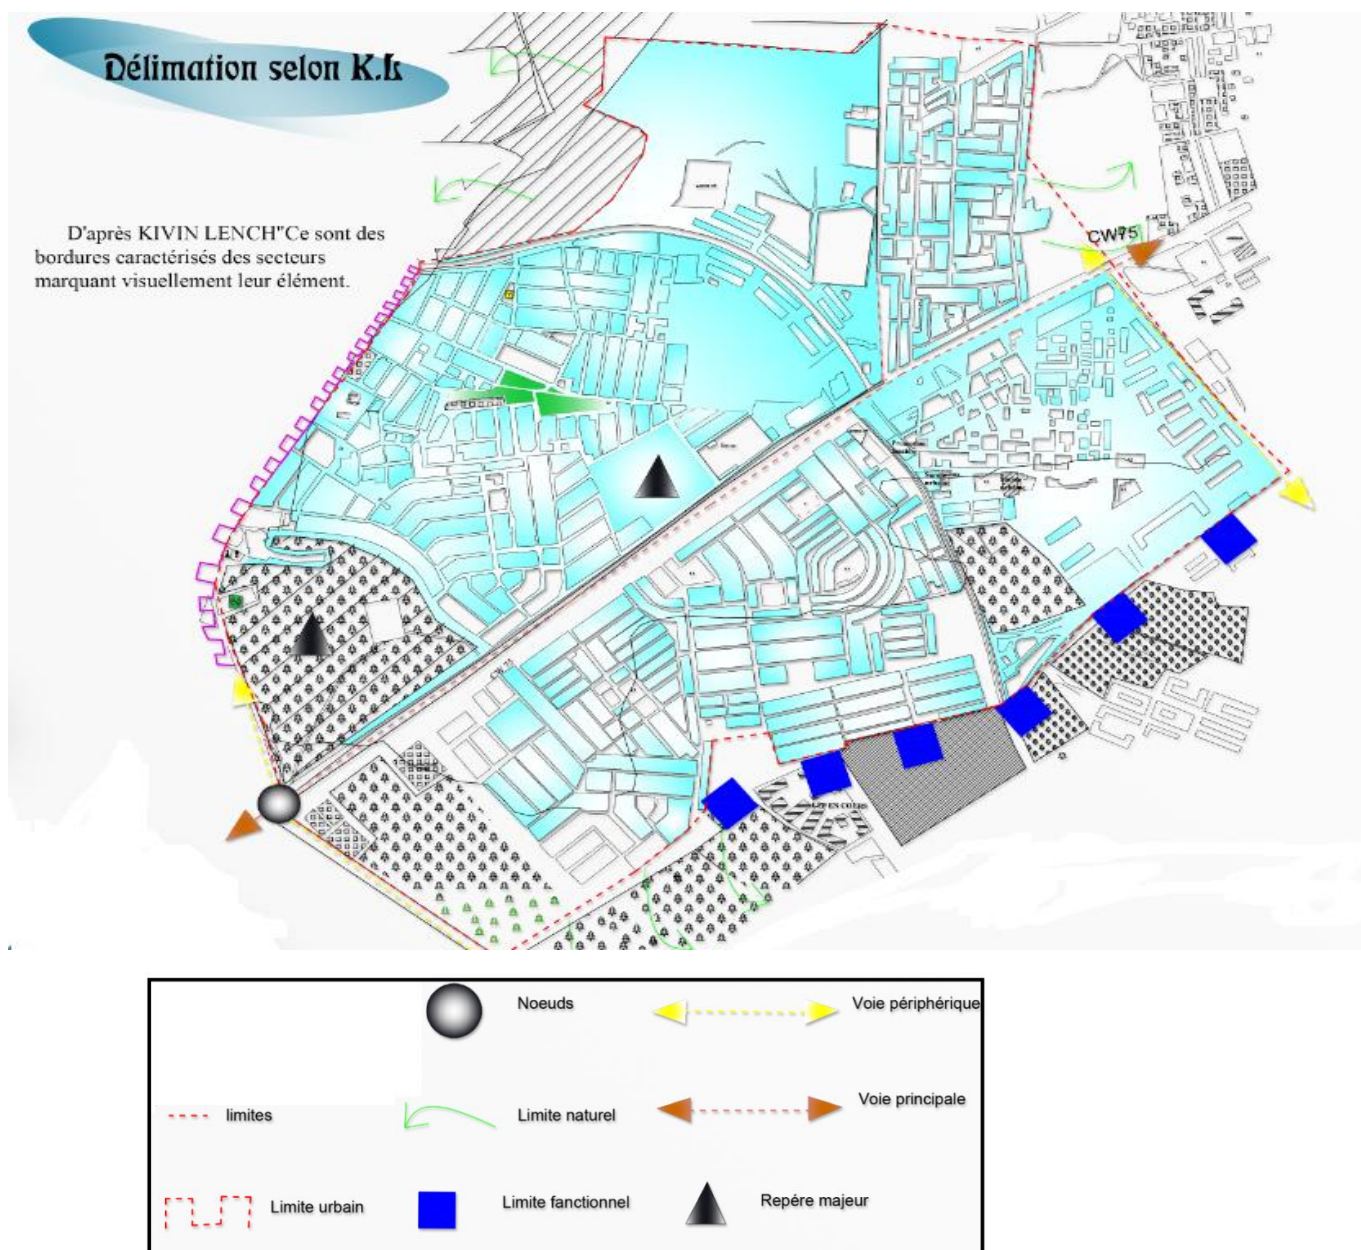 Délimation selon K.L
D'après KIVIN LENCH"Ce sont des
bordures caractérisés des secteurs
marquant visuellement leur élément.
CW75
Noeuds
Voie périphérique
limites
Limite naturel
Voie principale
Limite urbain
Limite fanctionnel
Repére majeur